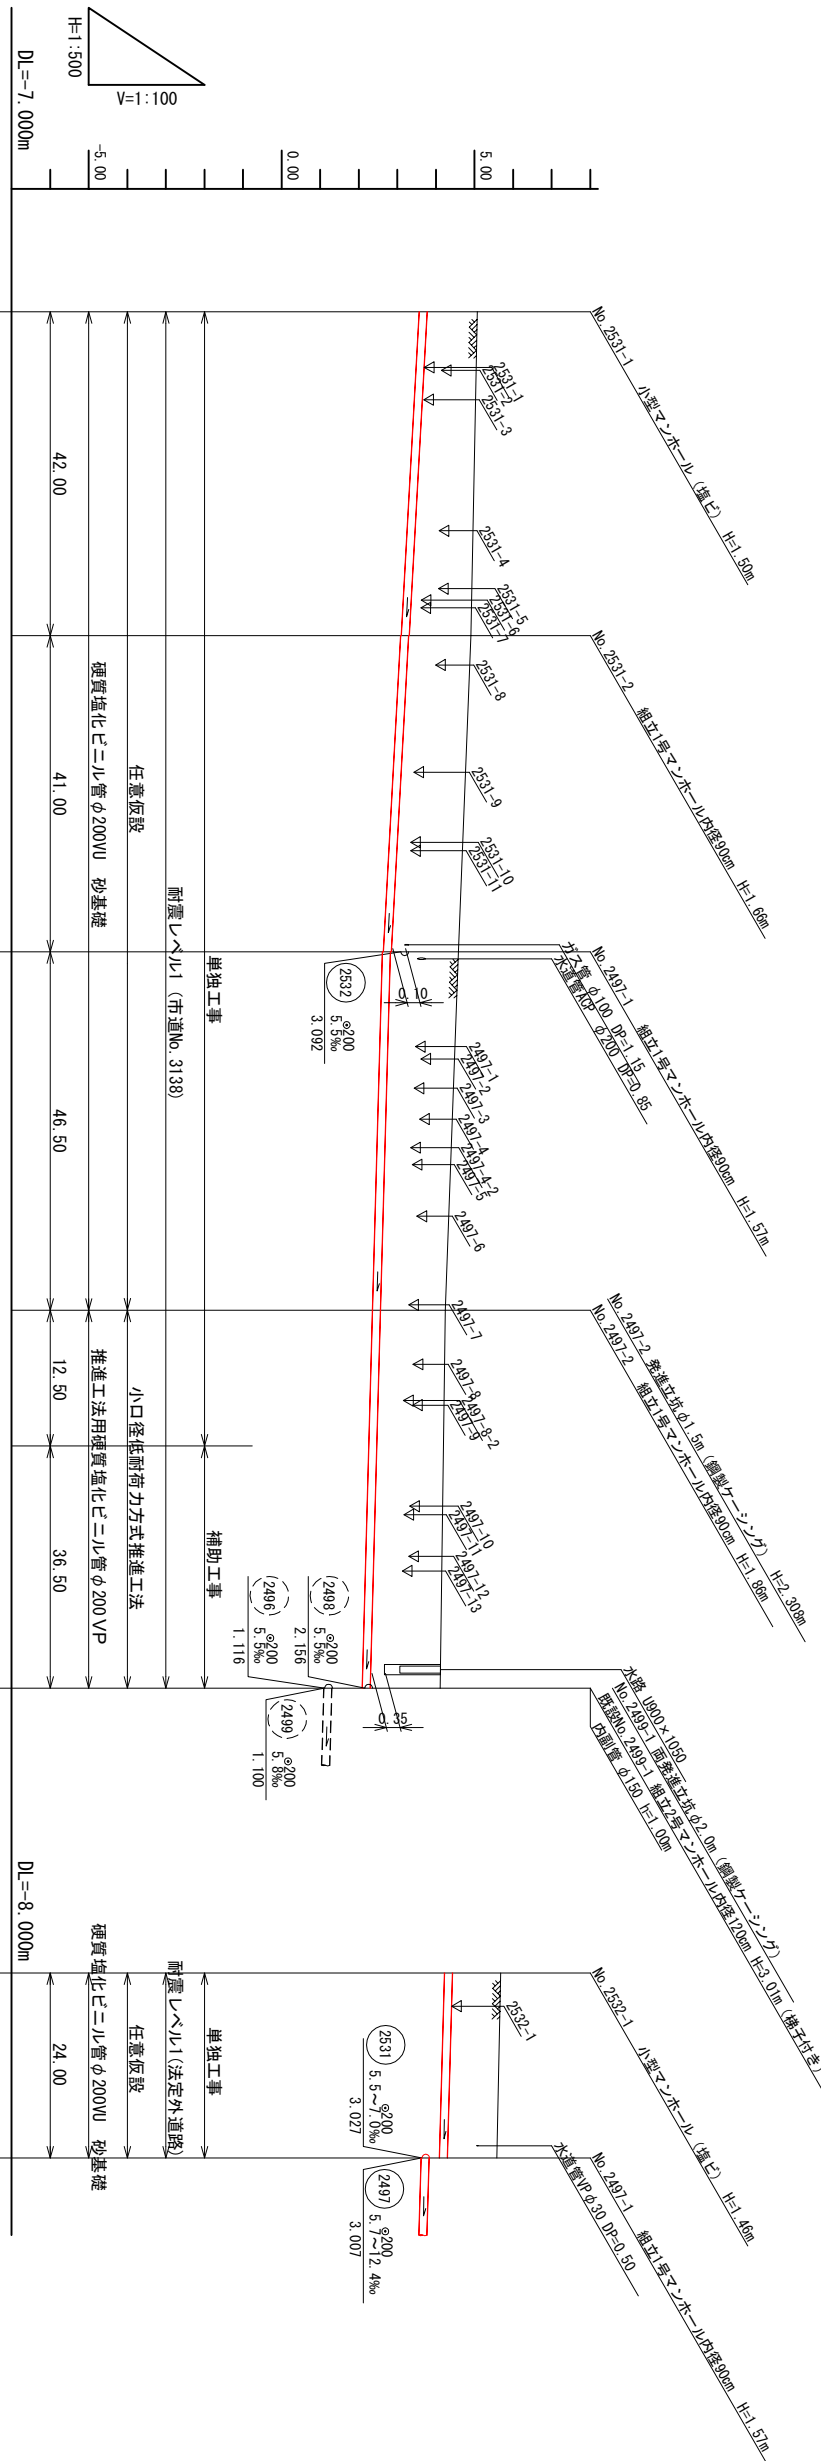 H=1:500
V=1:100
DL=-7.000m
-5.00
0.00
5.00
No.2531-1 小型マンホール（塩ビ） H=1.50m
2531-1
2531-2
2531-3
2531-4
2531-5
2531-6
2531-7
No.2531-2 組立1号マンホール内径90cm H=1.66m
2531-8
2531-9
2531-10
2531-11
ガス管 φ100 DP=1.15
水道管ACP φ200 DP=0.85
No.2497-1 組立1号マンホール内径90cm H=1.57m
0.10
2532
⊙200
5.5‰
3.092
2497-1
2497-2
2497-3
2497-4
2497-4-2
2497-5
2497-6
2497-7
No.2497-2 発進立坑φ1.5m（鋼製ケーシング） H=2.308m
No.2497-2 組立1号マンホール内径90cm H=1.86m
2497-8
2497-8-2
2497-9
2497-10
2497-11
2497-12
2497-13
水路 U900×1050
No.2499-1 両発進立坑φ2.0m（鋼製ケーシング）
既設No.2499-1 組立2号マンホール内径120cm H=3.01m（梯子付き）
内副管 φ150 h=1.00m
0.35
2498
⊙200
5.5‰
2.156
2496
⊙200
5.5‰
1.116
2499
⊙200
5.8‰
1.100
単独工事
補助工事
耐震レベル1（市道No.3138）
任意仮設
小口径低耐荷力方式推進工法
硬質塩化ビニル管φ200VU 砂基礎
推進工法用硬質塩化ビニル管φ200VP
42.00
41.00
46.50
12.50
36.50
DL=-8.000m
No.2532-1 小型マンホール（塩ビ） H=1.46m
2532-1
水道管VPφ30 DP=0.50
No.2497-1 組立1号マンホール内径90cm H=1.57m
2531
⊙200
5.5～7.0‰
3.027
2497
⊙200
5.7～12.4‰
3.007
単独工事
耐震レベル1(法定外道路)
任意仮設
硬質塩化ビニル管φ200VU 砂基礎
24.00